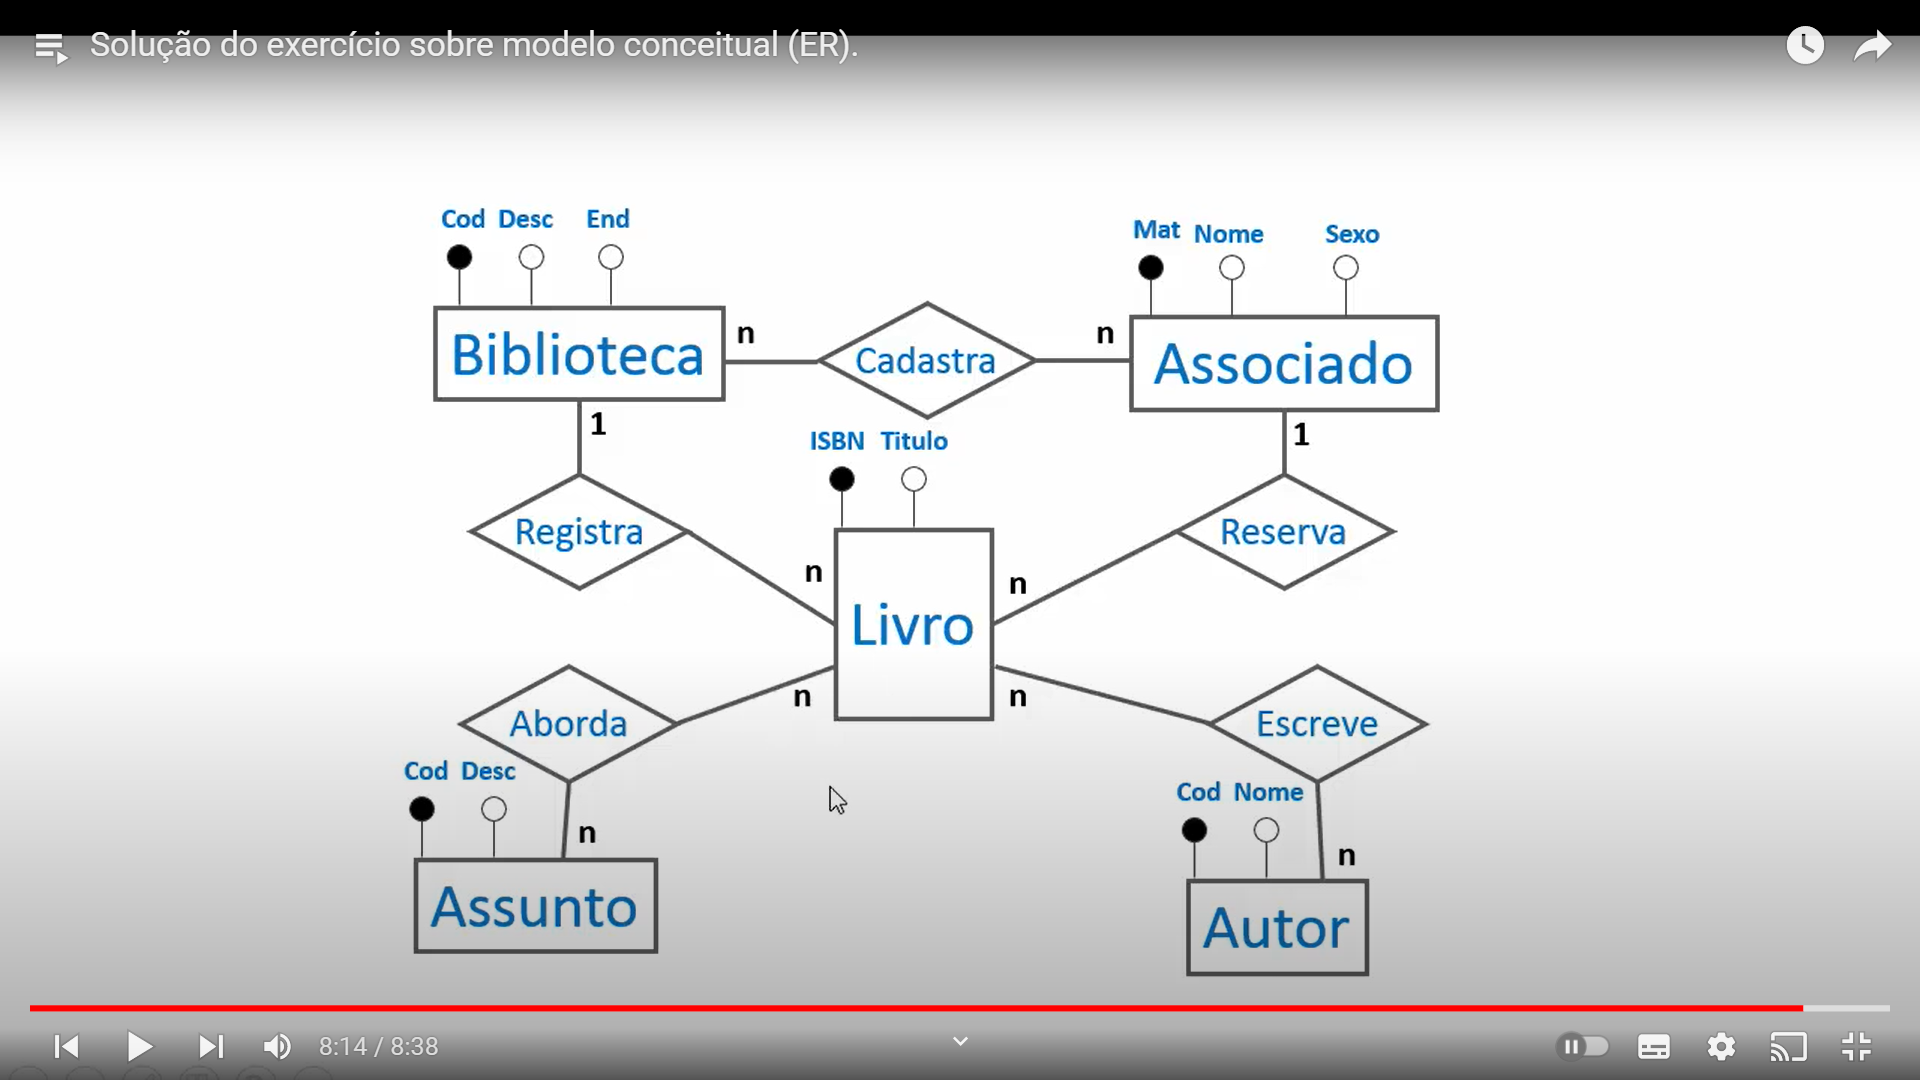 Solução do exercício sobre modelo conceitual (ER).
Cod Desc End
Mat Nome Sexo
Biblioteca
n
Cadastra
n
Associado
1
1
ISBN Titulo
Registra
Reserva
n
n
Livro
n
n
Aborda
Escreve
Cod Desc
Cod Nome
n
n
Assunto
Autor
8:14 / 8:38